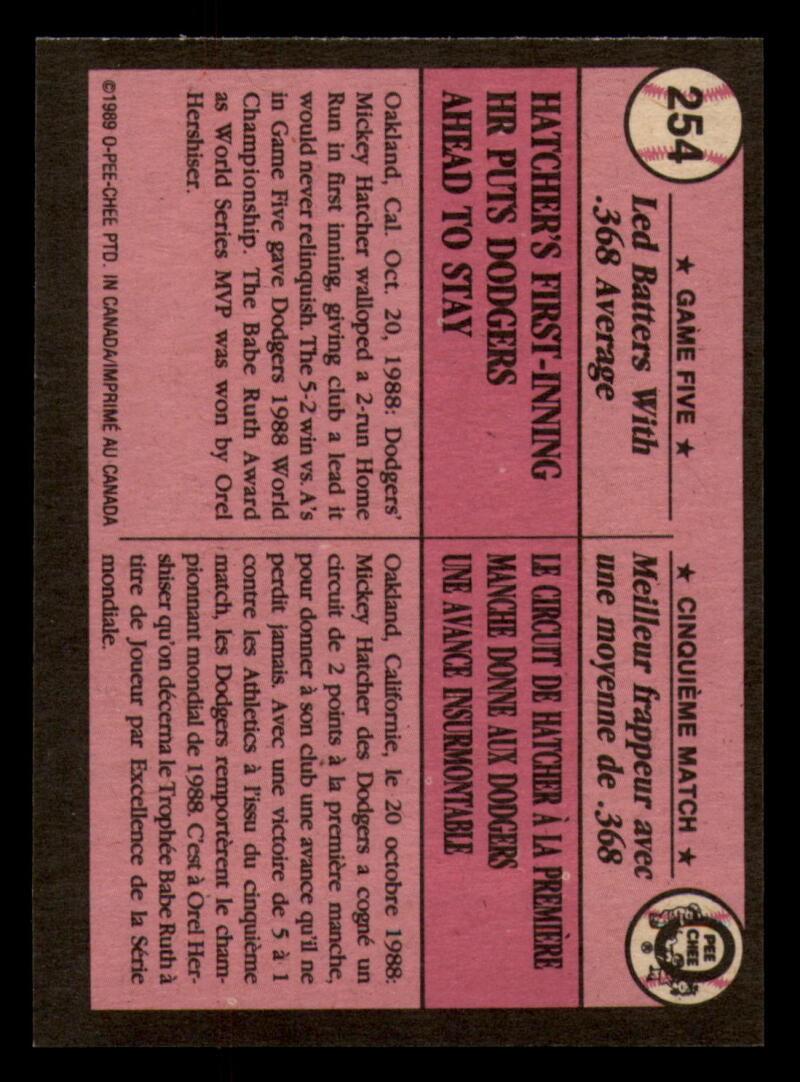 254
★ GAME FIVE ★
Led Batters With
.368 Average
HATCHER'S FIRST-INNING
HR PUTS DODGERS
AHEAD TO STAY
Oakland, Cal. Oct. 20, 1988: Dodgers'
Mickey Hatcher walloped a 2-run Home
Run in first inning, giving club a lead it
would never relinquish. The 5-2 win vs. A's
in Game Five gave Dodgers 1988 World
Championship. The Babe Ruth Award
as World Series MVP was won by Orel
Hershiser.
©1989 O-PEE-CHEE PTD. IN CANADA/IMPRIMÉ AU CANADA
★ CINQUIÈME MATCH ★
Meilleur frappeur avec
une moyenne de .368
LE CIRCUIT DE HATCHER À LA PREMIÈRE
MANCHE DONNE AUX DODGERS
UNE AVANCE INSURMONTABLE
Oakland, Californie, le 20 octobre 1988:
Mickey Hatcher des Dodgers a cogné un
circuit de 2 points à la première manche,
pour donner à son club une avance qu'il ne
perdit jamais. Avec une victoire de 5 à 1
contre les Athletics à l'issu du cinquième
match, les Dodgers remportèrent le cham-
pionnat mondial de 1988. C'est à Orel Her-
shiser qu'on décerna le Trophée Babe Ruth à
titre de Joueur par Excellence de la Série
mondiale.
O
PEE
CHEE
®